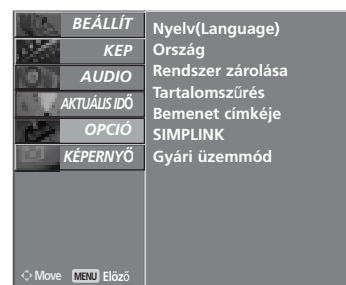 BEÁLLÍT
KEP
AUDIO
AKTUÁLIS IDŐ
OPCIÓ
KÉPERNYŐ
Nyelv(Language)
Ország
Rendszer zárolása
Tartalomszűrés
Bemenet címkéje
SIMPLINK
Gyári üzemmód
Move MENU Elöző